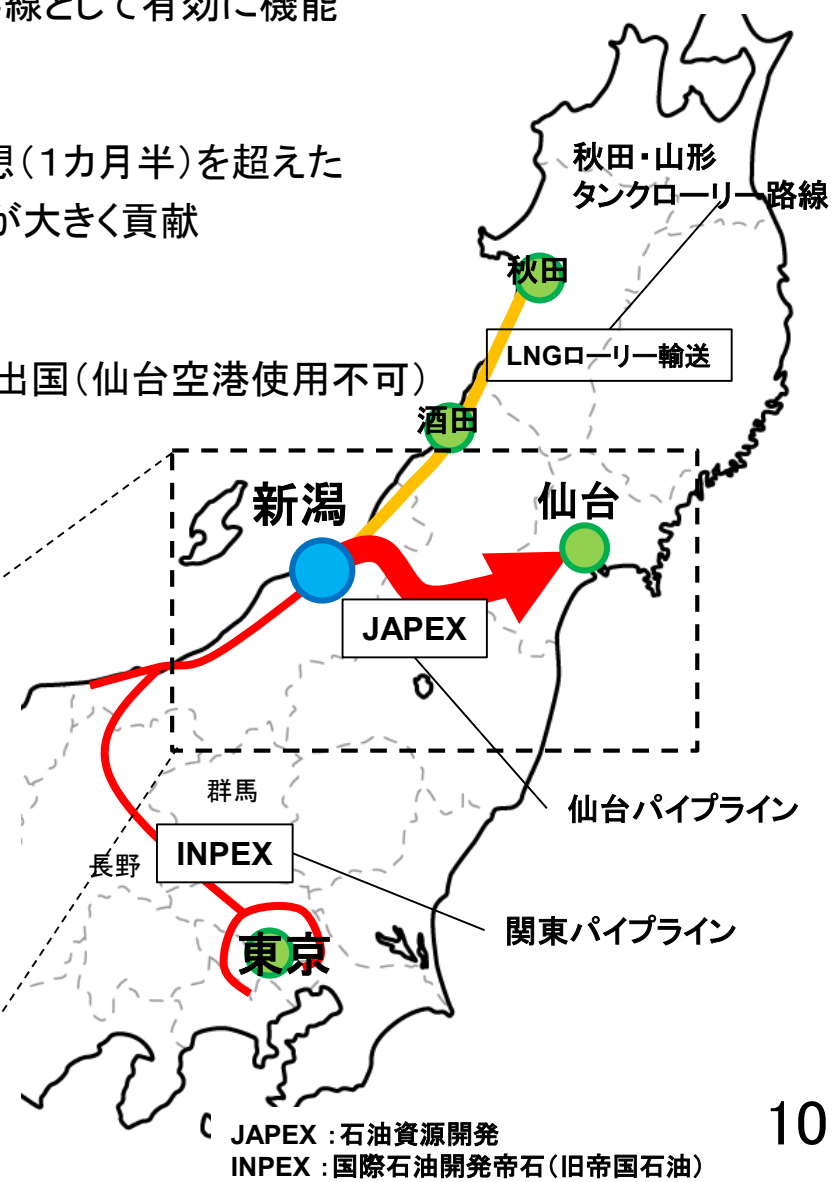 線として有効に機能
想(1カ月半)を超えた
が大きく貢献
出国(仙台空港使用不可)
秋田・山形
タンクローリー路線
秋田
LNGローリー輸送
酒田
新潟
仙台
JAPEX
群馬
仙台パイプライン
長野
INPEX
関東パイプライン
東京
JAPEX :石油資源開発
INPEX :国際石油開発帝石(旧帝国石油)
10